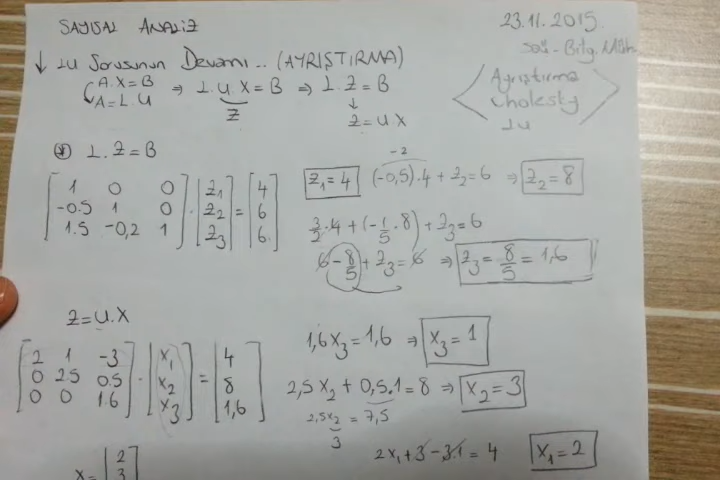 SAYISAL ANALİZ
23.11.2015
LU Sorusunun Devamı.. (AYRIŞTIRMA)
A.X=B
A=L.U
⇒ L.U.X=B ⇒ L.Z=B
Z
Z=UX
Ayrıştırma
Cholesky
LU
L.Z=B
[1 0 0; -0.5 1 0; 1.5 -0,2 1] . [Z1; Z2; Z3] = [4; 6; 6]
-2
Z1=4 (-0,5).4+Z2=6 ⇒ Z2=8
3/2.4+(-1/5.8)+Z3=6
6-8/5+Z3=6 ⇒ Z3=8/5=1,6
Z=U.X
[2 1 -3; 0 2.5 0.5; 0 0 1.6] . [x1; x2; x3] = [4; 8; 1,6]
1,6x3=1,6 ⇒ x3=1
2,5x2+0,5.1=8 ⇒ x2=3
2,5x2=7,5
3
2x1+3-3.1=4 x1=2
x=[2; 3